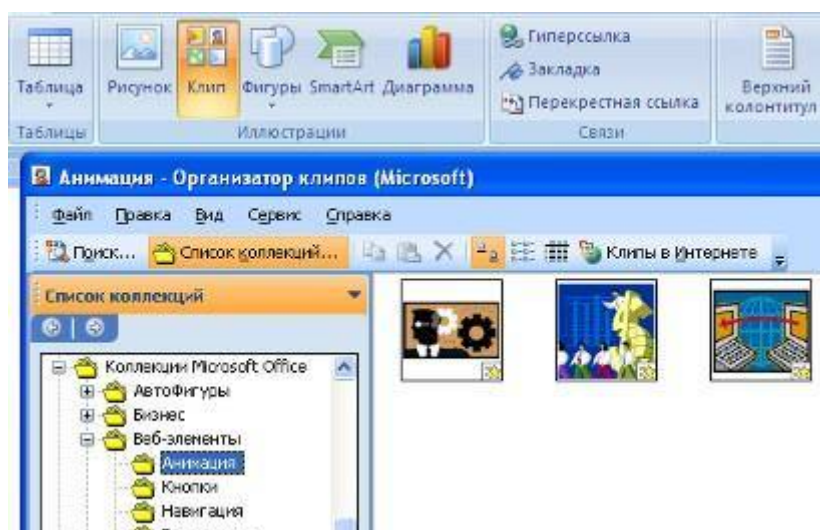 Гиперссылка
Закладка
Перекрестная ссылка
Таблица
Рисунок Клип Фигуры SmartArt Диаграмма
Верхний колонтитул
Таблицы Иллюстрации Связи
Анимация - Организатор клипов (Microsoft)
Файл Правка Вид Сервис Справка
Поиск... Список коллекций... Клипы в Интернете
Список коллекций
Коллекции Microsoft Office
АвтоФигуры
Бизнес
Веб-элементы
Анимация
Кнопки
Навигация